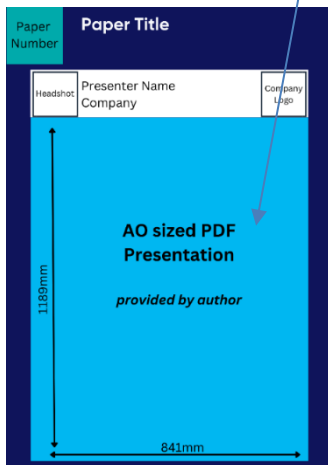 Paper
Number
Paper Title
Headshot
Presenter Name
Company
Company
Logo
AO sized PDF
Presentation
provided by author
1189mm
841mm